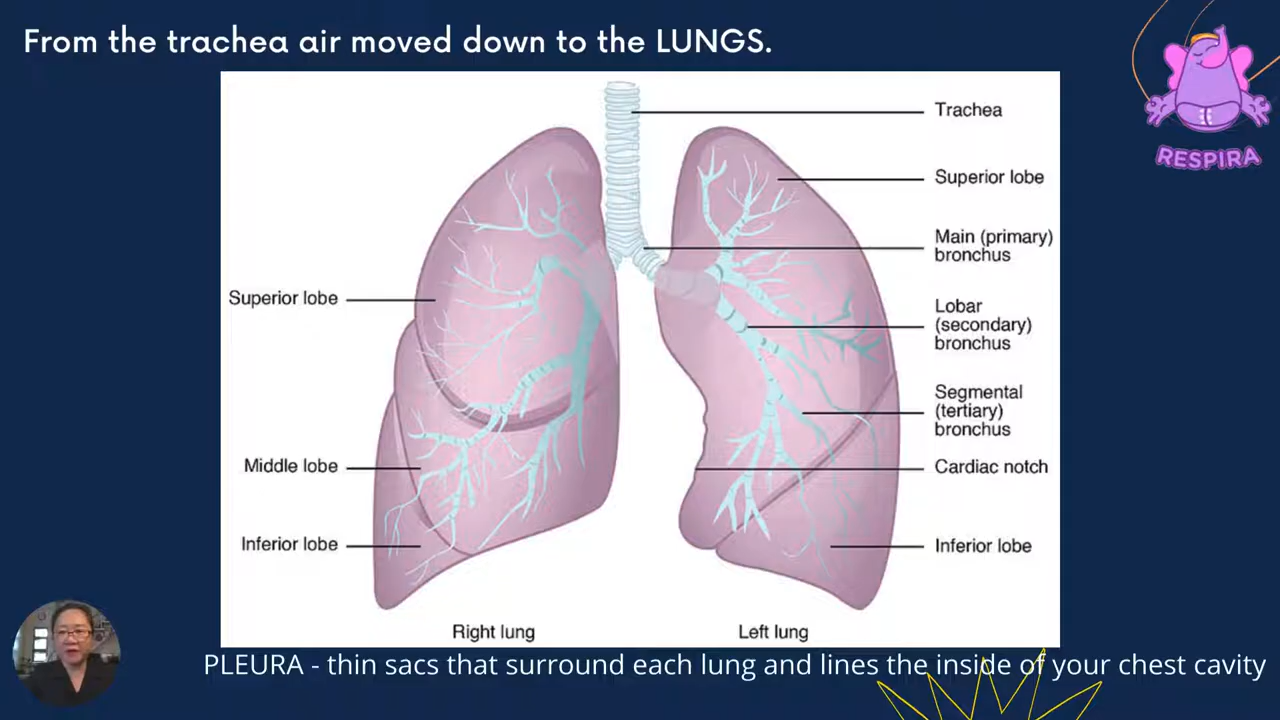 From the trachea air moved down to the LUNGS.
RESPIRA
Trachea
Superior lobe
Main (primary)
bronchus
Lobar
(secondary)
bronchus
Segmental
(tertiary)
bronchus
Cardiac notch
Inferior lobe
Superior lobe
Middle lobe
Inferior lobe
Right lung
Left lung
PLEURA - thin sacs that surround each lung and lines the inside of your chest cavity